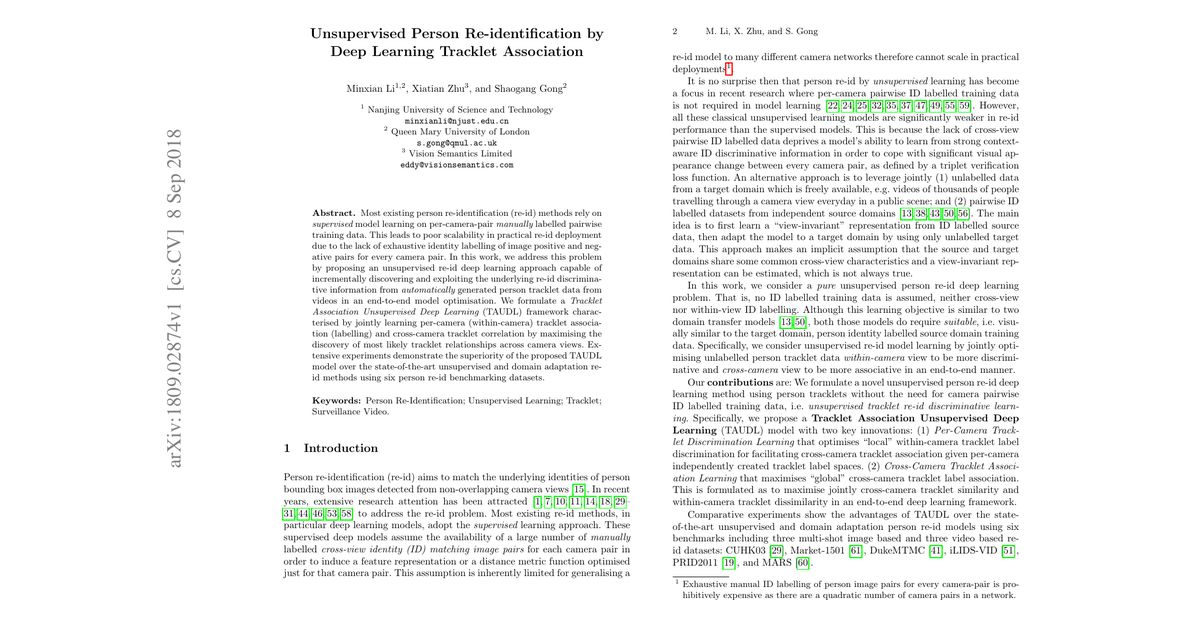 arXiv:1809.02874v1 [cs.CV] 8 Sep 2018
Unsupervised Person Re-identification by
Deep Learning Tracklet Association
Minxian Li1,2, Xiatian Zhu3, and Shaogang Gong2
1 Nanjing University of Science and Technology
minxianli@njust.edu.cn
2 Queen Mary University of London
s.gong@qmul.ac.uk
3 Vision Semantics Limited
eddy@visionsemantics.com
Abstract. Most existing person re-identification (re-id) methods rely on
supervised model learning on per-camera-pair manually labelled pairwise
training data. This leads to poor scalability in practical re-id deployment
due to the lack of exhaustive identity labelling of image positive and neg-
ative pairs for every camera pair. In this work, we address this
problem by proposing an unsupervised re-id deep learning approach capable of
incrementally discovering and exploiting the underlying re-id discrimina-
tive information from automatically generated person tracklet data from
videos in an end-to-end model optimisation. We formulate a Tracklet
Association Unsupervised Deep Learning (TAUDL) framework charac-
terised by jointly learning per-camera (within-camera) tracklet associa-
tion (labelling) and cross-camera tracklet correlation by maximising the
discovery of most likely tracklet relationships across camera views. Ex-
tensive experiments demonstrate the superiority of the proposed TAUDL
model over the state-of-the-art unsupervised and domain adaptation re-
id methods using six person re-id benchmarking datasets.
Keywords: Person Re-Identification; Unsupervised Learning; Tracklet;
Surveillance Video.
1 Introduction
Person re-identification (re-id) aims to match the underlying identities of person
bounding box images detected from non-overlapping camera views [15]. In recent
years, extensive research attention has been attracted [1,7,10,11,14,18,29–
31,44,46,53,58] to address the re-id problem. Most existing re-id methods, in
particular deep learning models, adopt the supervised learning approach. These
supervised deep models assume the availability of a large number of manually
labelled cross-view identity (ID) matching image pairs for each camera pair in
order to induce a feature representation or a distance metric function optimised
just for that camera pair. This assumption is inherently limited for generalising a
2 M. Li, X. Zhu, and S. Gong
re-id model to many different camera networks therefore cannot scale in practical
deployments1.
It is no surprise then that person re-id by unsupervised learning has become
a focus in recent research where per-camera pairwise ID labelled training data
is not required in model learning [22,24,25,32,35,37,47,49,55,59]. However,
all these classical unsupervised learning models are significantly weaker in re-id
performance than the supervised models. This is because the lack of cross-view
pairwise ID labelled data deprives a model's ability to learn from strong context-
aware ID discriminative information in order to cope with significant visual ap-
pearance change between every camera pair, as defined by a triplet verification
loss function. An alternative approach is to leverage jointly (1) unlabelled data
from a target domain which is freely available, e.g. videos of thousands of people
travelling through a camera view everyday in a public scene; and (2) pairwise ID
labelled datasets from independent source domains [13,38,43,50,56]. The main
idea is to first learn a "view-invariant" representation from ID labelled source
data, then adapt the model to a target domain by using only unlabelled target
data. This approach makes an implicit assumption that the source and target
domains share some common cross-view characteristics and a view-invariant rep-
resentation can be estimated, which is not always true.
In this work, we consider a pure unsupervised person re-id deep learning
problem. That is, no ID labelled training data is assumed, neither cross-view
nor within-view ID labelling. Although this learning objective is similar to two
domain transfer models [13,50], both those models do require suitable, i.e. visu-
ally similar to the target domain, person identity labelled source domain training
data. Specifically, we consider unsupervised re-id model learning by jointly opti-
mising unlabelled person tracklet data within-camera view to be more discrimi-
native and cross-camera view to be more associative in an end-to-end manner.
Our contributions are: We formulate a novel unsupervised person re-id deep
learning method using person tracklets without the need for camera pairwise
ID labelled training data, i.e. unsupervised tracklet re-id discriminative learn-
ing. Specifically, we propose a Tracklet Association Unsupervised Deep
Learning (TAUDL) model with two key innovations: (1) Per-Camera Track-
let Discrimination Learning that optimises "local" within-camera tracklet label
discrimination for facilitating cross-camera tracklet association given per-camera
independently created tracklet label spaces. (2) Cross-Camera Tracklet Associ-
ation Learning that maximises "global" cross-camera tracklet label association.
This is formulated as to maximise jointly cross-camera tracklet similarity and
within-camera tracklet dissimilarity in an end-to-end deep learning framework.
Comparative experiments show the advantages of TAUDL over the state-
of-the-art unsupervised and domain adaptation person re-id models using six
benchmarks including three multi-shot image based and three video based re-
id datasets: CUHK03 [29], Market-1501 [61], DukeMTMC [41], iLIDS-VID [51],
PRID2011 [19], and MARS [60].
1 Exhaustive manual ID labelling of person image pairs for every camera-pair is pro-
hibitively expensive as there are a quadratic number of camera pairs in a network.